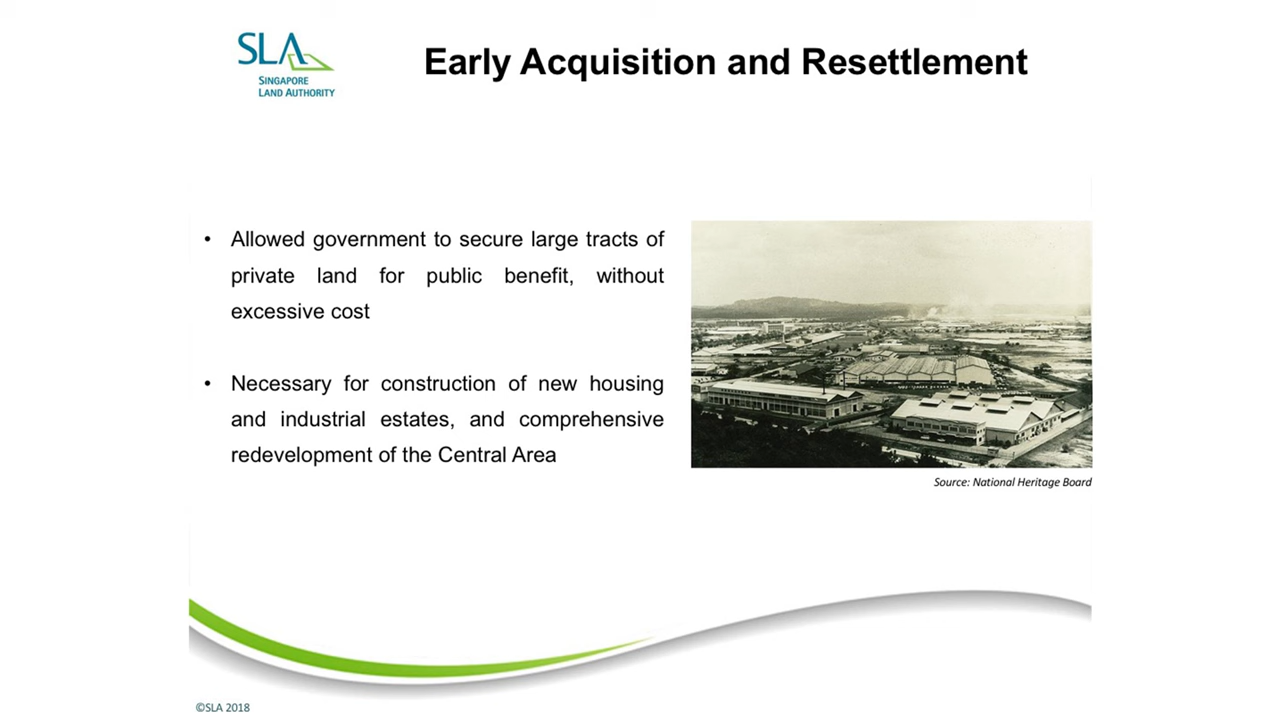 SLA
SINGAPORE
LAND AUTHORITY
Early Acquisition and Resettlement
• Allowed government to secure large tracts of
private land for public benefit, without
excessive cost
• Necessary for construction of new housing
and industrial estates, and comprehensive
redevelopment of the Central Area
Source: National Heritage Board
©SLA 2018